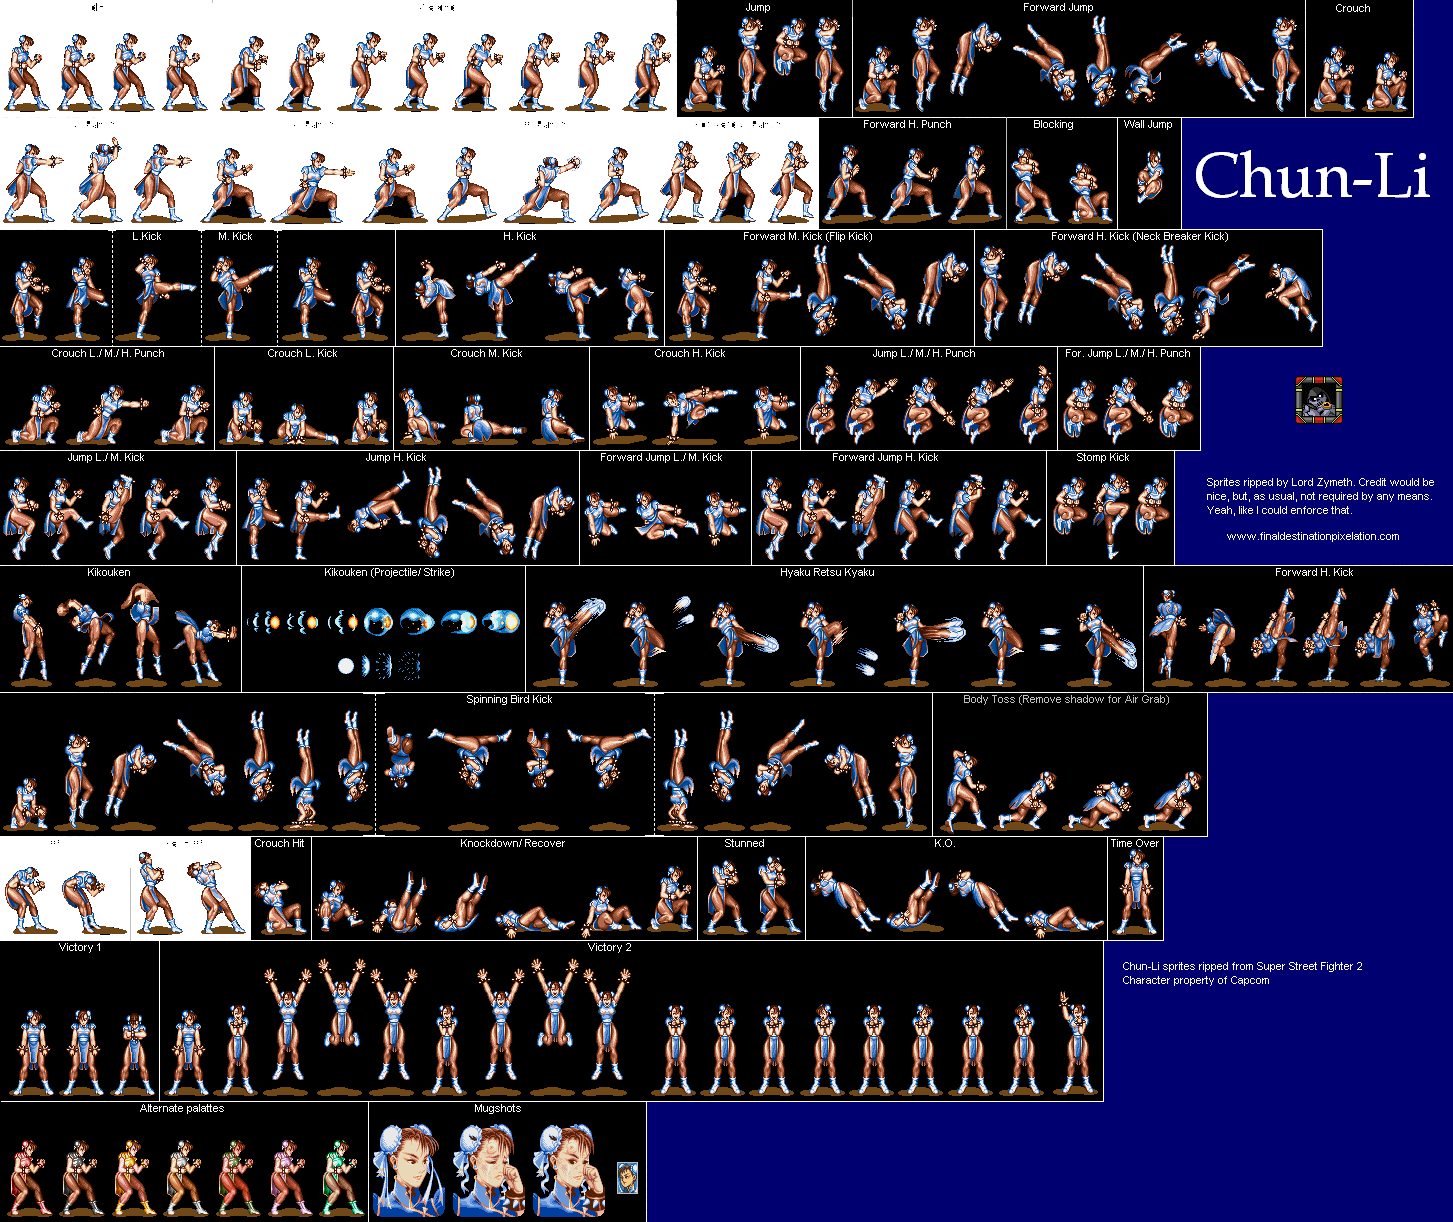 Jump
Forward Jump
Crouch
Forward H. Punch
Blocking
Wall Jump
Chun-Li
L.Kick
M. Kick
H. Kick
Forward M. Kick (Flip Kick)
Forward H. Kick (Neck Breaker Kick)
Crouch L./ M./ H. Punch
Crouch L. Kick
Crouch M. Kick
Crouch H. Kick
Jump L./ M./ H. Punch
For. Jump L./ M./ H. Punch
Jump L./ M. Kick
Jump H. Kick
Forward Jump L./ M. Kick
Forward Jump H. Kick
Stomp Kick
Sprites ripped by Lord Zymeth. Credit would be
nice, but, as usual, not required by any means.
Yeah, like I could enforce that.
www.finaldestinationpixelation.com
Kikouken
Kikouken (Projectile/ Strike)
Hyaku Retsu Kyaku
Forward H. Kick
Spinning Bird Kick
Body Toss (Remove shadow for Air Grab)
Crouch Hit
Knockdown/ Recover
Stunned
K.O.
Time Over
Victory 1
Victory 2
Chun-Li sprites ripped from Super Street Fighter 2
Character property of Capcom
Alternate palattes
Mugshots